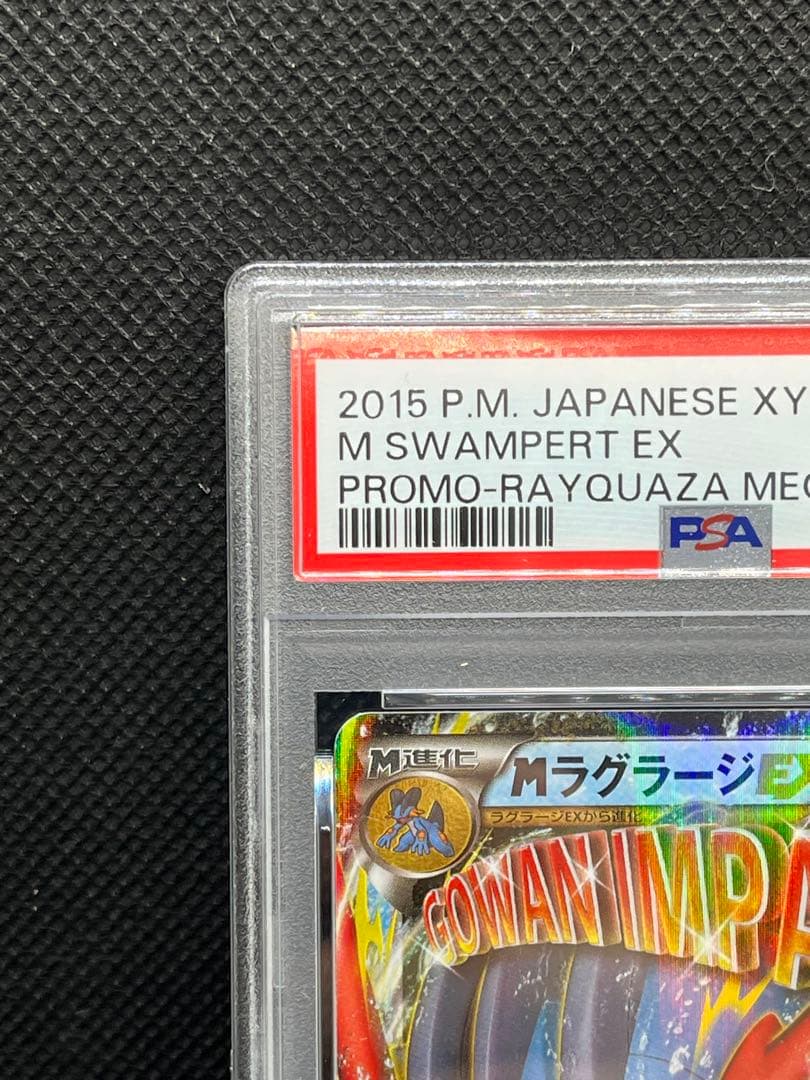 2015 P.M. JAPANESE XY
M SWAMPERT EX
PROMO-RAYQUAZA MEG
PSA
M進化
MラグラージEX
ラグラージEXから進化
GOWAN IMPA